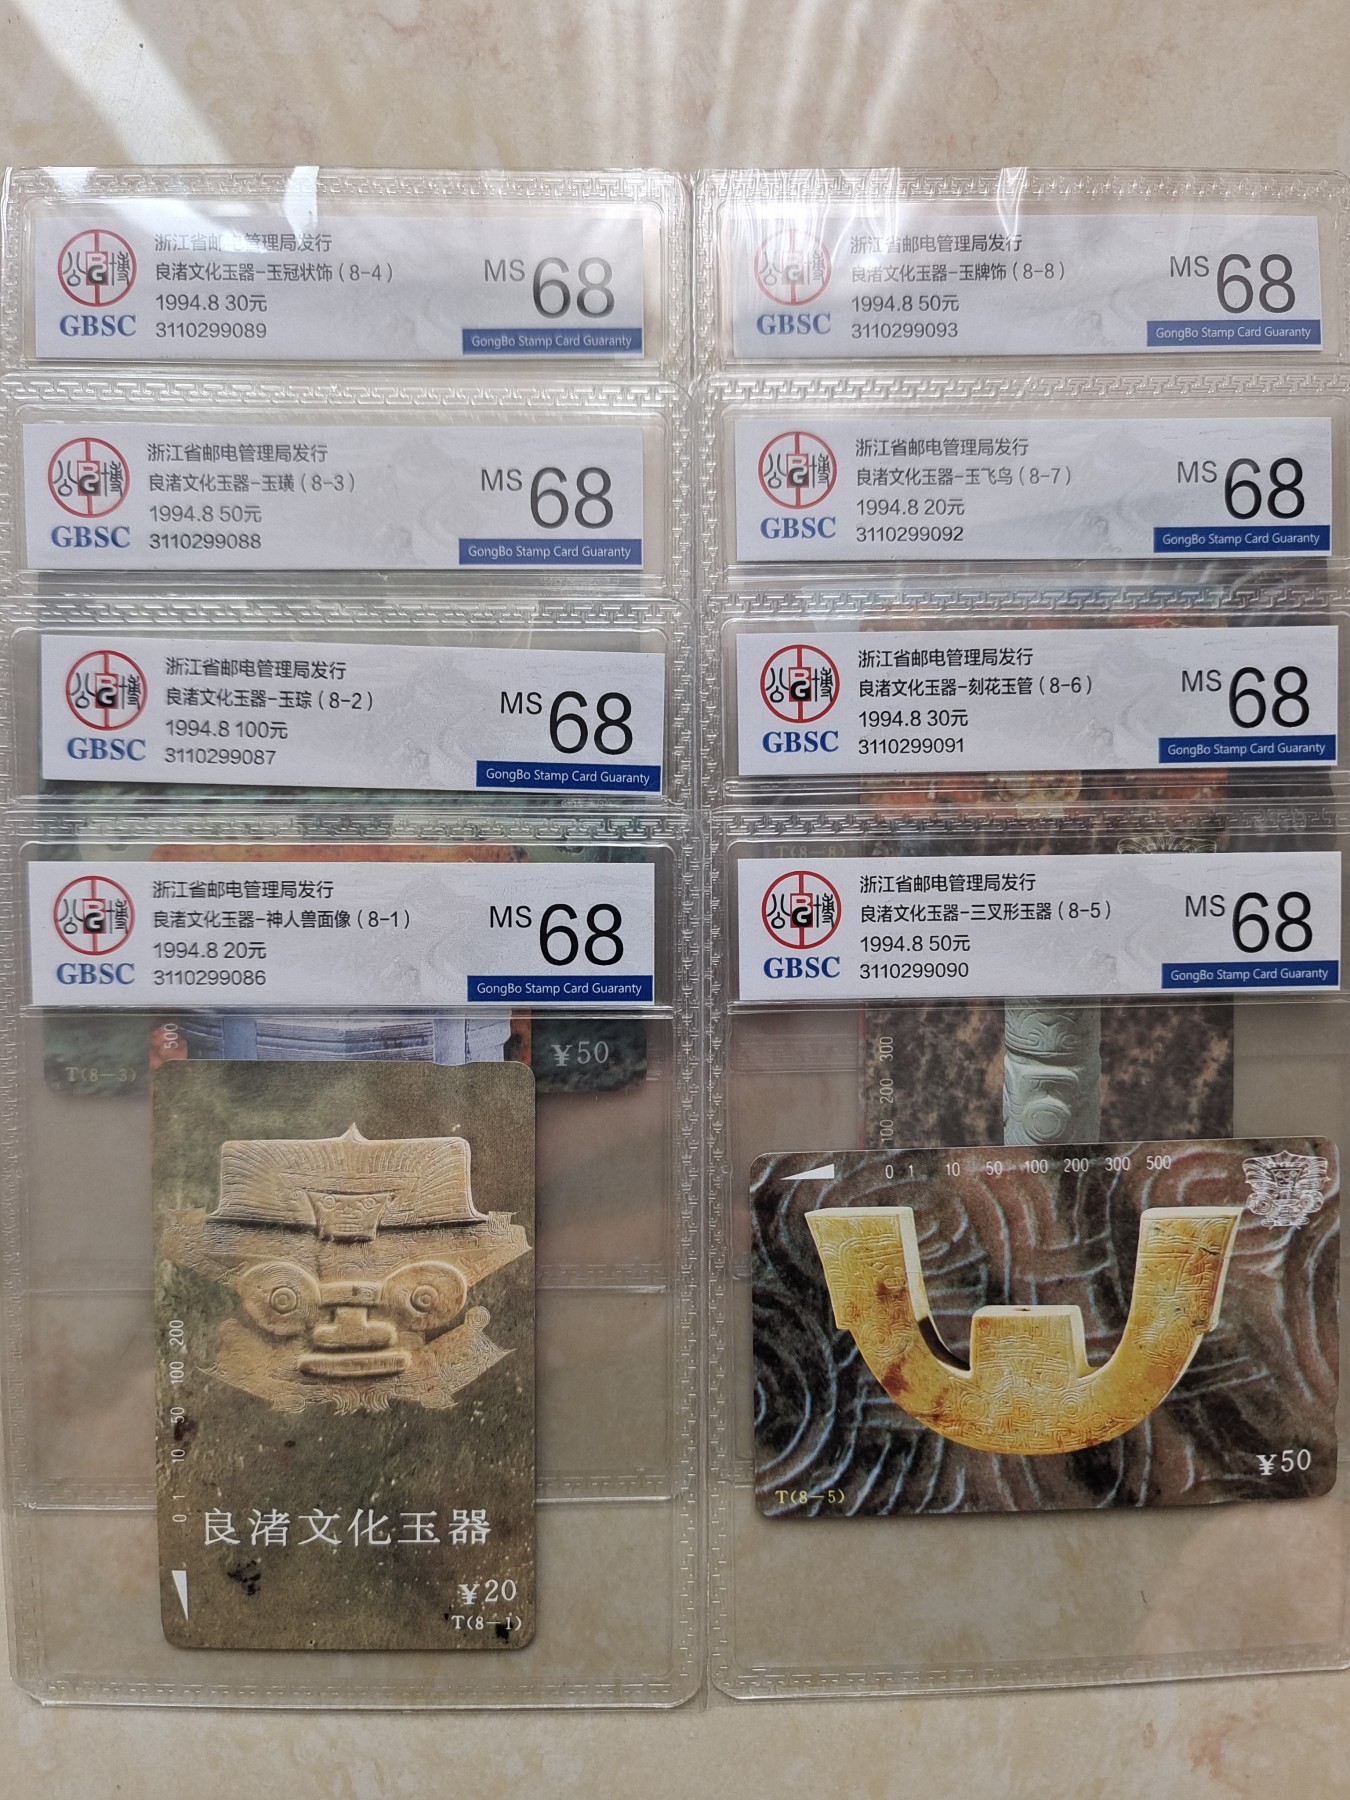 浙江省邮电管理局发行
良渚文化玉器-玉冠状饰(8-4)
1994.8 30元
3110299089
GBSC
MS 68
GongBo Stamp Card Guaranty
浙江省邮电管理局发行
良渚文化玉器-玉牌饰(8-8)
1994.8 50元
3110299093
GBSC
MS 68
GongBo Stamp Card Guaranty
浙江省邮电管理局发行
良渚文化玉器-玉璜(8-3)
1994.8 50元
3110299088
GBSC
MS 68
GongBo Stamp Card Guaranty
浙江省邮电管理局发行
良渚文化玉器-玉飞鸟(8-7)
1994.8 20元
3110299092
GBSC
MS 68
GongBo Stamp Card Guaranty
浙江省邮电管理局发行
良渚文化玉器-玉琮(8-2)
1994.8 100元
3110299087
GBSC
MS 68
GongBo Stamp Card Guaranty
浙江省邮电管理局发行
良渚文化玉器-刻花玉管(8-6)
1994.8 30元
3110299091
GBSC
MS 68
GongBo Stamp Card Guaranty
T(8-8)
¥50
浙江省邮电管理局发行
良渚文化玉器-神人兽面像(8-1)
1994.8 20元
3110299086
GBSC
MS 68
GongBo Stamp Card Guaranty
浙江省邮电管理局发行
良渚文化玉器-三叉形玉器(8-5)
1994.8 50元
3110299090
GBSC
MS 68
GongBo Stamp Card Guaranty
T(8-3)
500
¥50
100 200 300
0 1 10 50 100 200
良渚文化玉器
¥20
T(8-1)
0 1 10 50 100 200 300 500
T(8-5)
¥50